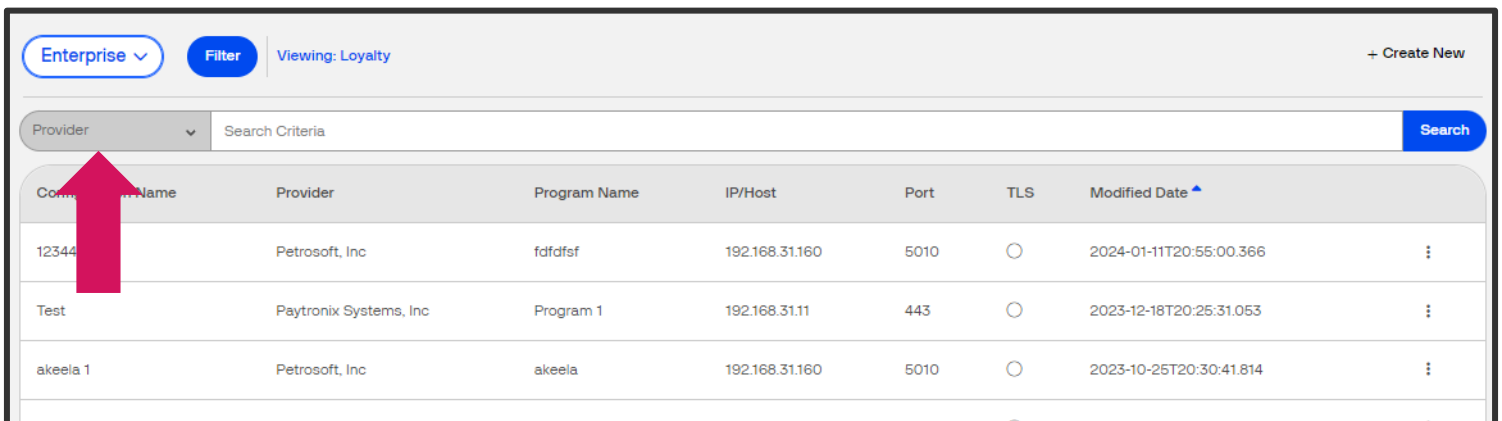 Enterprise Filter Viewing: Loyalty + Create New
Provider Search Criteria Search
Name Provider Program Name IP/Host Port TLS Modified Date
12344 Petrosoft, Inc fdfdfsf 192.168.31.160 5010 2024-01-11T20:55:00.366
Test Paytronix Systems, Inc Program 1 192.168.31.11 443 2023-12-18T20:25:31.053
akeela 1 Petrosoft, Inc akeela 192.168.31.160 5010 2023-10-25T20:30:41.814